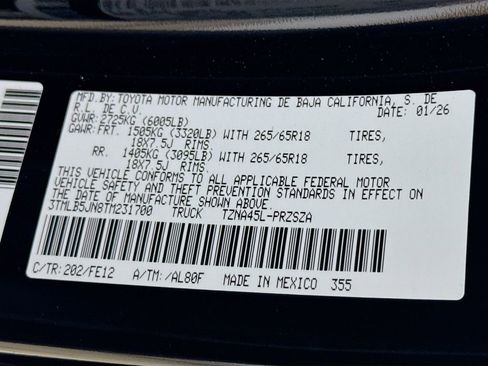 MFD.BY:TOYOTA MOTOR MANUFACTURING DE BAJA CALIFORNIA, S. DE
R.L. DE C.V. DATE: 01/26
GVWR:2725KG (6005LB)
GAWR:FRT. 1505KG (3320LB) WITH 265/65R18 TIRES,
18X7.5J RIMS
RR. 1405KG (3095LB) WITH 265/65R18 TIRES,
18X7.5J RIMS.
THIS VEHICLE CONFORMS TO ALL APPLICABLE FEDERAL MOTOR
VEHICLE SAFETY AND THEFT PREVENTION STANDARDS IN EFFECT ON
THE DATE OF MANUFACTURE SHOWN ABOVE.
3TMLB5JN8TM231700 TRUCK TZNA45L-PRZSZA
C/TR:202/FE12 A/TM:/AL80F MADE IN MEXICO 355